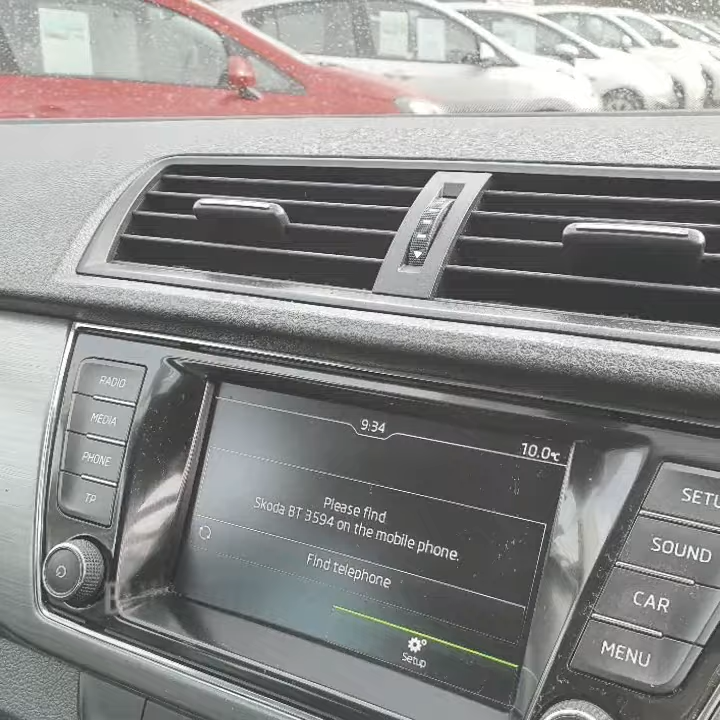 9:34
10.0°C
Please find
Skoda BT 3594 on the mobile phone.
Find telephone
Setup
RADIO
MEDIA
PHONE
TP
SETU
SOUND
CAR
MENU